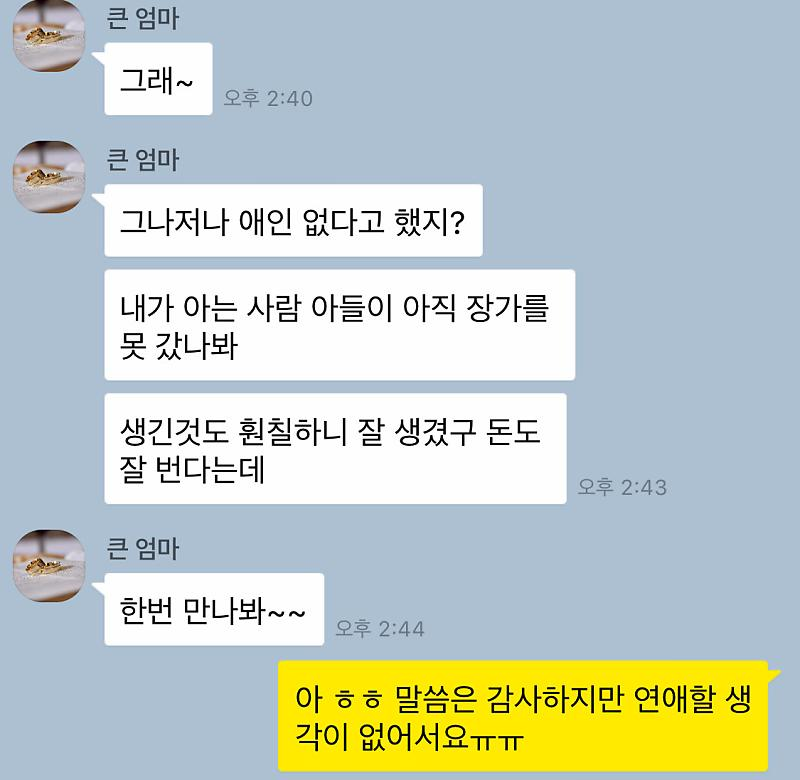 큰 엄마
그래~
오후 2:40
큰 엄마
그나저나 애인 없다고 했지?
내가 아는 사람 아들이 아직 장가를
못 갔나봐
생긴것도 훤칠하니 잘 생겼구 돈도
잘 번다는데
오후 2:43
큰 엄마
한번 만나봐~~
오후 2:44
아 ㅎㅎ 말씀은 감사하지만 연애할 생
각이 없어서요ㅠㅠ